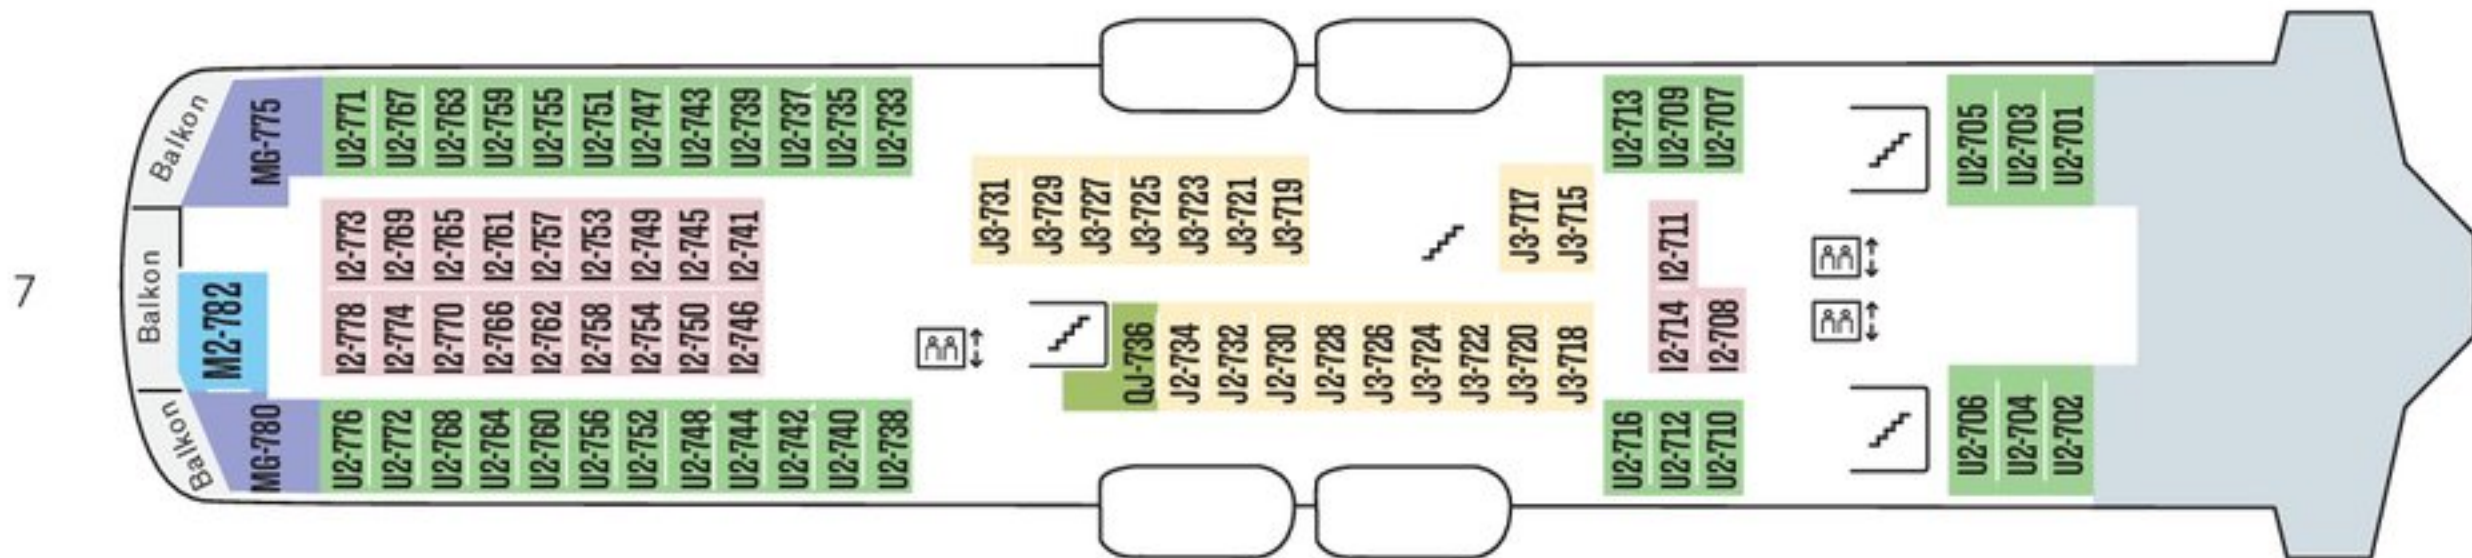 7
Balkon
Balkon
Balkon
MG-775
U2-771 U2-767 U2-763 U2-759 U2-755 U2-751 U2-747 U2-743 U2-739 U2-737 U2-735 U2-733
U2-713 U2-709 U2-707
U2-705 U2-703 U2-701
J3-731 J3-729 J3-727 J3-725 J3-723 J3-721 J3-719
J3-717 J3-715
I2-773 I2-769 I2-765 I2-761 I2-757 I2-753 I2-749 I2-745 I2-741
I2-711
M2-782
I2-778 I2-774 I2-770 I2-766 I2-762 I2-758 I2-754 I2-750 I2-746
QJ-736 J2-734 J2-732 J2-730 J2-728 J3-726 J3-724 J3-722 J3-720 J3-718
I2-714 I2-708
MG-780
U2-776 U2-772 U2-768 U2-764 U2-760 U2-756 U2-752 U2-748 U2-744 U2-742 U2-740 U2-738
U2-716 U2-712 U2-710
U2-706 U2-704 U2-702